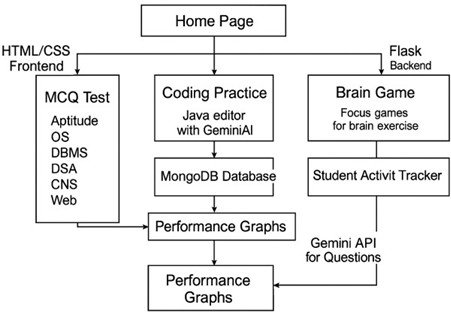 Home Page
HTML/CSS
Frontend
Flask
Backend
MCQ Test
Aptitude
OS
DBMS
DSA
CNS
Web
Coding Practice
Java editor
with GeminiAI
Brain Game
Focus games
for brain exercise
MongoDB Database
Student Activit Tracker
Performance Graphs
Gemini API
for Questions
Performance
Graphs